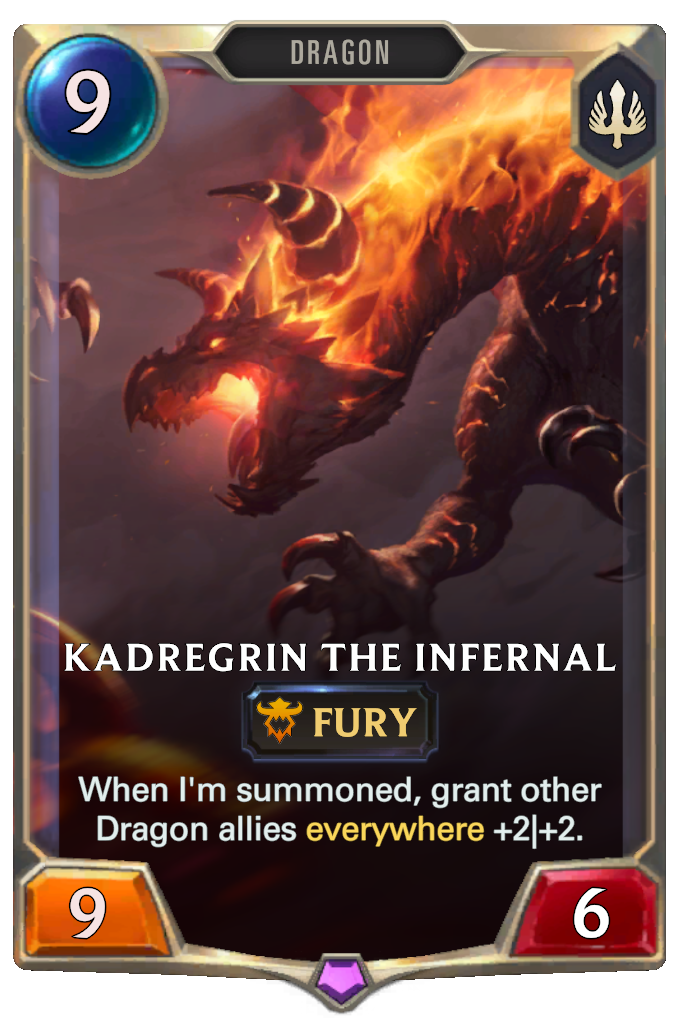 DRAGON
9
KADREGRIN THE INFERNAL
FURY
When I'm summoned, grant other
Dragon allies everywhere +2|+2.
9
6